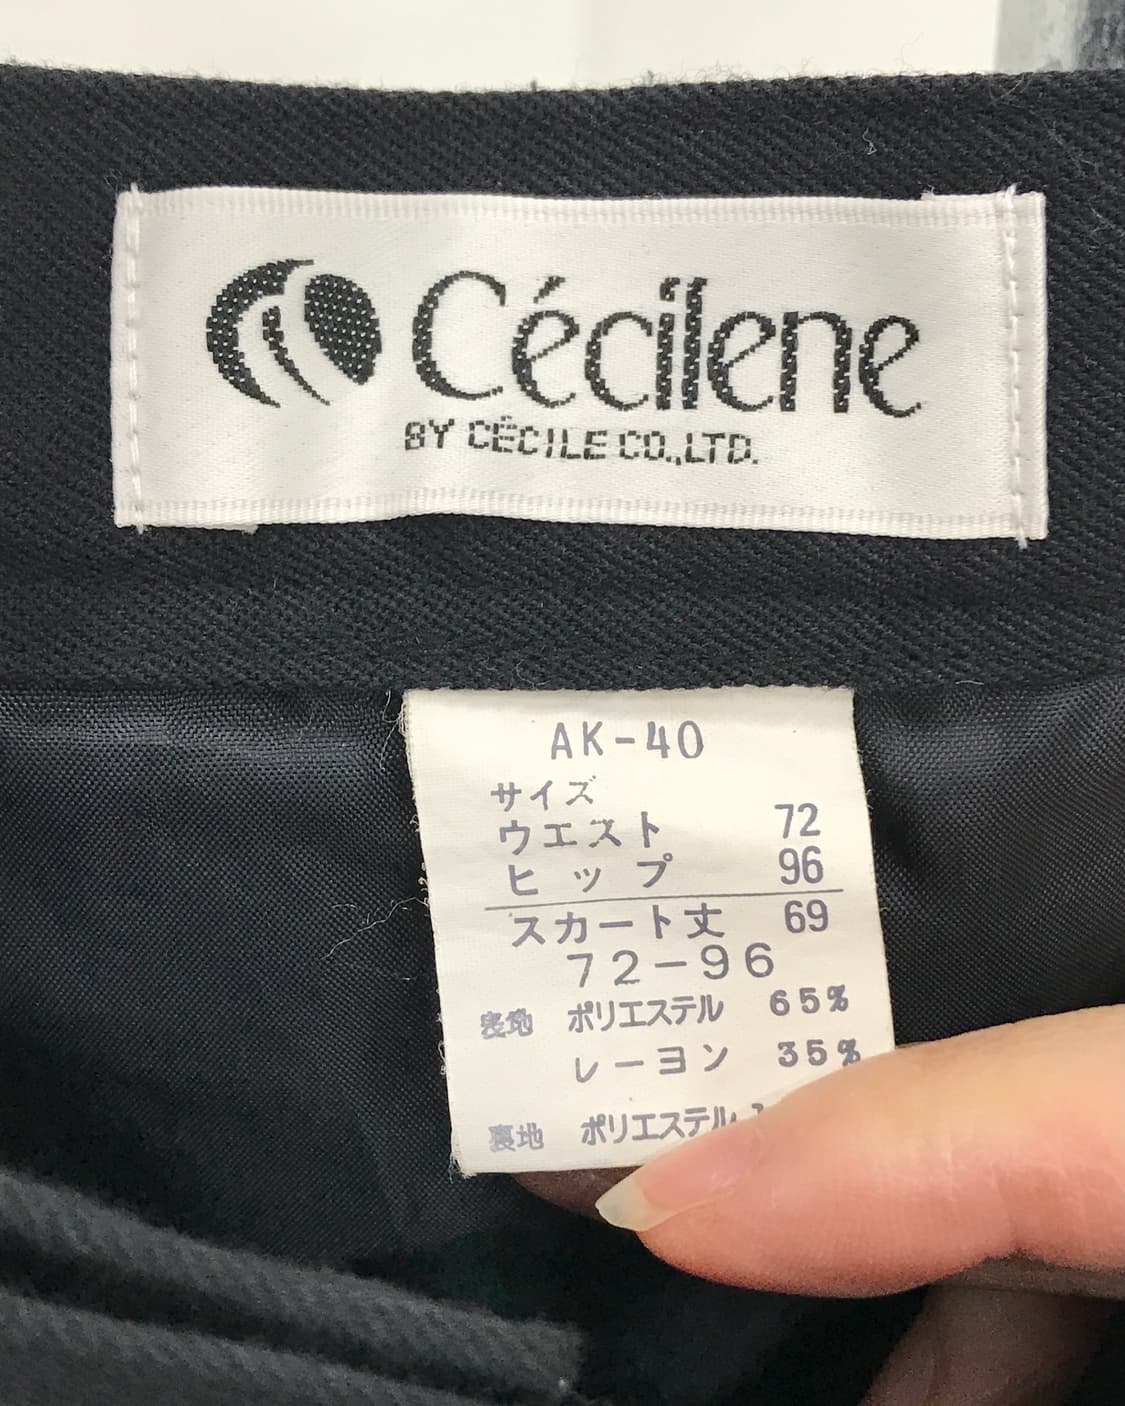 Cécilene
BY CÉCILE CO.,LTD.
AK-40
サイズ
ウエスト 72
ヒップ 96
スカート丈 69
72-96
表地 ポリエステル 65%
レーヨン 35%
裏地 ポリエステル